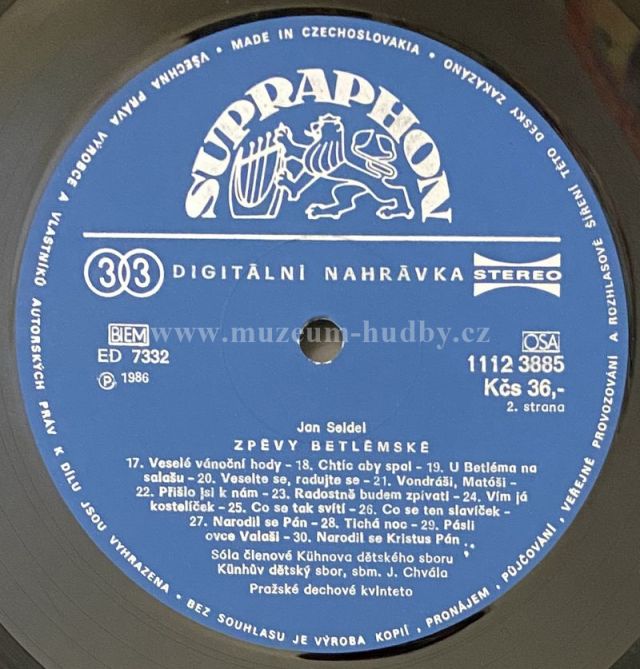 VŠECHNA PRÁVA VÝROBCE A VLASTNÍKŮ AUTORSKÝCH PRÁV K DÍLU JSOU VYHRAZENA • BEZ SOUHLASU JE VÝROBA KOPIÍ, PRONÁJEM, PŮJČOVÁNÍ, VEŘEJNÉ PROVOZOVÁNÍ A ROZHLASOVÉ ŠÍŘENÍ TÉTO DESKY ZAKÁZÁNO • MADE IN CZECHOSLOVAKIA •
SUPRAPHON
33 DIGITÁLNÍ NAHRÁVKA STEREO
www.muzeum-hudby.cz
BIEM
OSA
ED 7332
1112 3885
Ⓟ 1986
Kčs 36,-
2. strana
Jan Seidel
ZPĚVY BETLÉMSKÉ
17. Veselé vánoční hody - 18. Chtíc aby spal - 19. U Betléma na
salašu - 20. Veselte se, radujte se - 21. Vondráši, Matóši -
22. Přišlo jsi k nám - 23. Radostně budem zpívati - 24. Vím já
kostelíček - 25. Co se tak svítí - 26. Co se ten slavíček -
27. Narodil se Pán - 28. Tichá noc - 29. Pásli
ovce Valaši - 30. Narodil se Kristus Pán
Sóla členové Kühnova dětského sboru
Kühnův dětský sbor, sbm. J. Chvála
Pražské dechové kvinteto